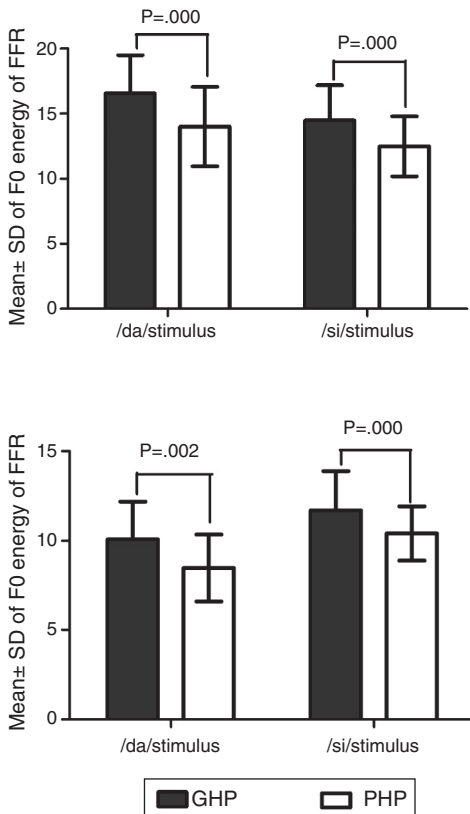 Mean± SD of F0 energy of FFR
20
15
10
5
0
P=.000
P=.000
/da/stimulus
/si/stimulus
Mean± SD of F0 energy of FFR
15
10
5
0
P=.002
P=.000
/da/stimulus
/si/stimulus
GHP
PHP